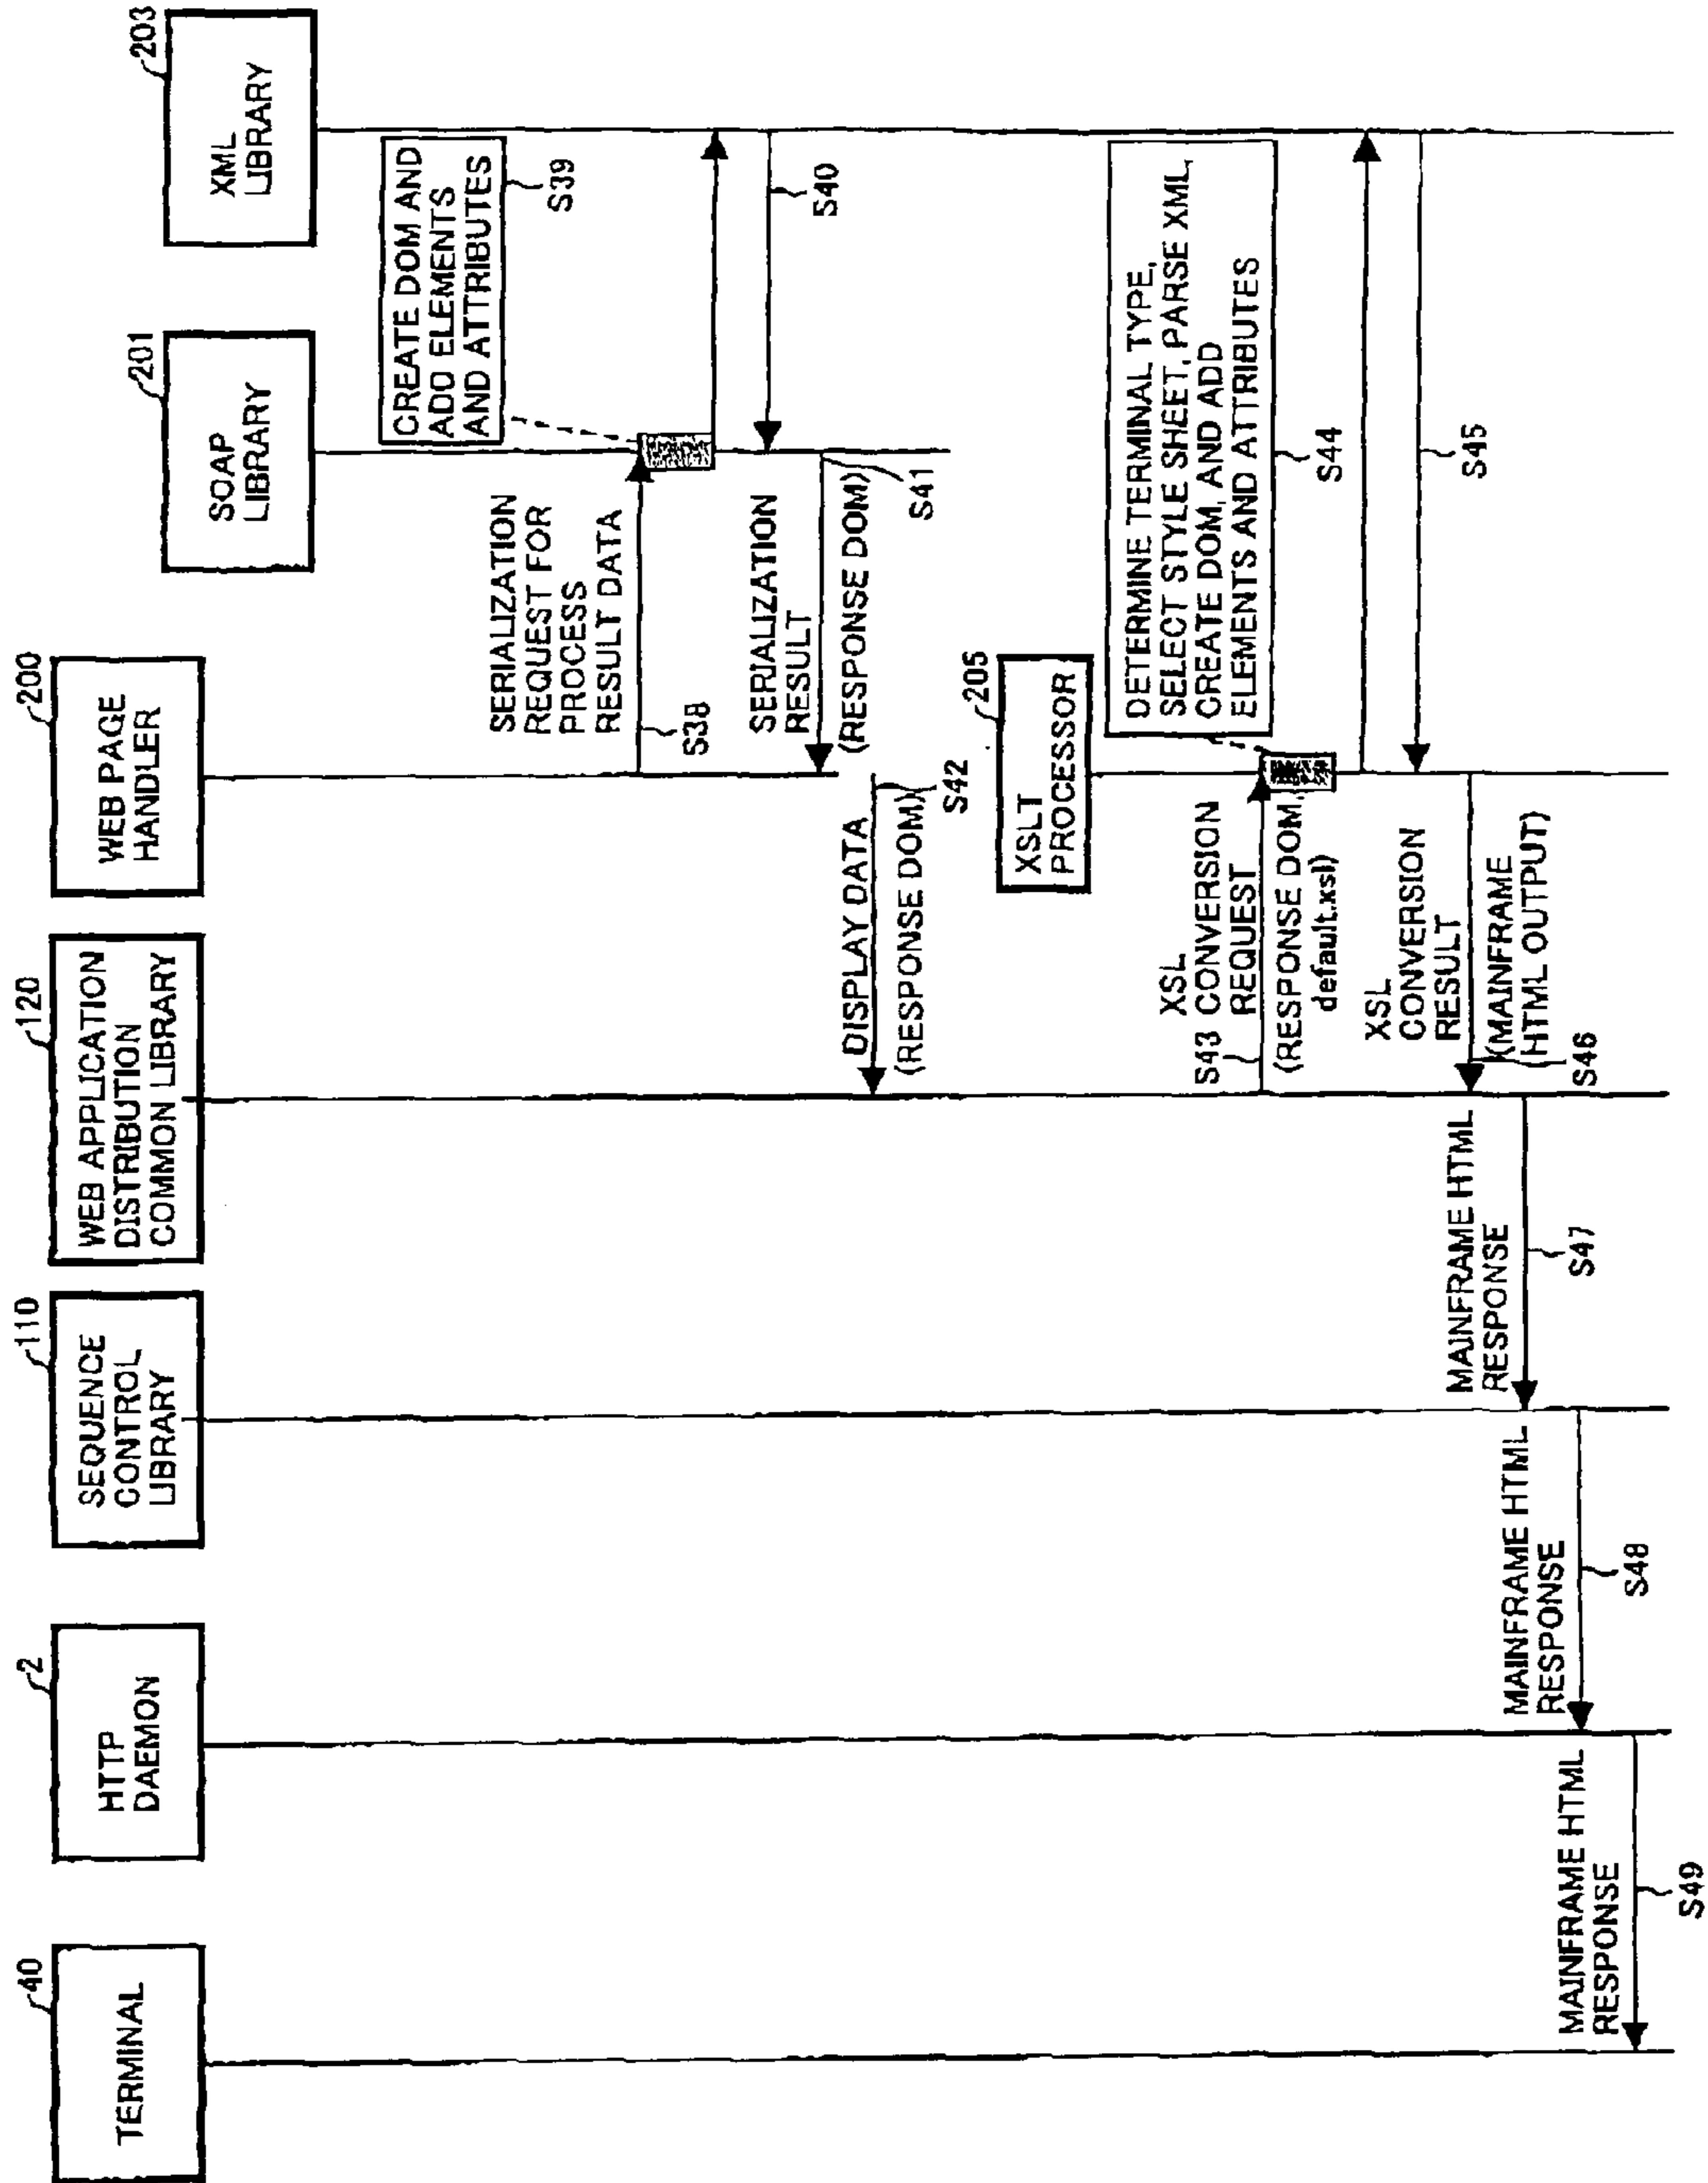 40
TERMINAL
2
HTTP
DAEMON
110
SEQUENCE
CONTROL
LIBRARY
120
WEB APPLICATION
DISTRIBUTION
COMMON LIBRARY
200
WEB PAGE
HANDLER
201
SOAP
LIBRARY
203
XML
LIBRARY
CREATE DOM AND
ADD ELEMENTS
AND ATTRIBUTES
S39
SERIALIZATION
REQUEST FOR
PROCESS
RESULT DATA
S38
S40
SERIALIZATION
RESULT
(RESPONSE DOM)
S41
DISPLAY DATA
(RESPONSE DOM)
S42
205
XSLT
PROCESSOR
DETERMINE TERMINAL TYPE,
SELECT STYLE SHEET, PARSE XML,
CREATE DOM, AND ADD
ELEMENTS AND ATTRIBUTES
S44
XSL
S43 CONVERSION
REQUEST
(RESPONSE DOM,
default.xsl)
S45
XSL
CONVERSION
RESULT
(MAINFRAME
HTML OUTPUT)
S46
MAINFRAME HTML
RESPONSE
S47
MAINFRAME HTML
RESPONSE
S48
MAINFRAME HTML
RESPONSE
S49